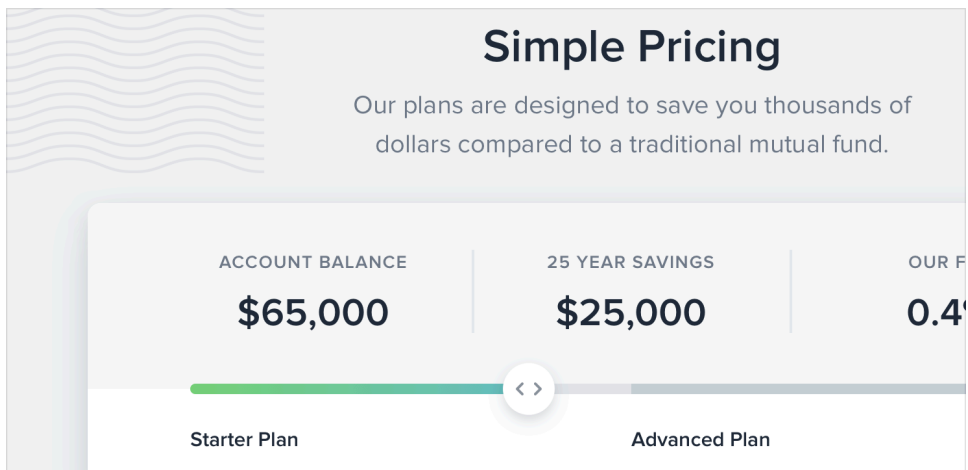 Simple Pricing
Our plans are designed to save you thousands of
dollars compared to a traditional mutual fund.
ACCOUNT BALANCE
$65,000
25 YEAR SAVINGS
$25,000
OUR
Starter Plan
Advanced Plan